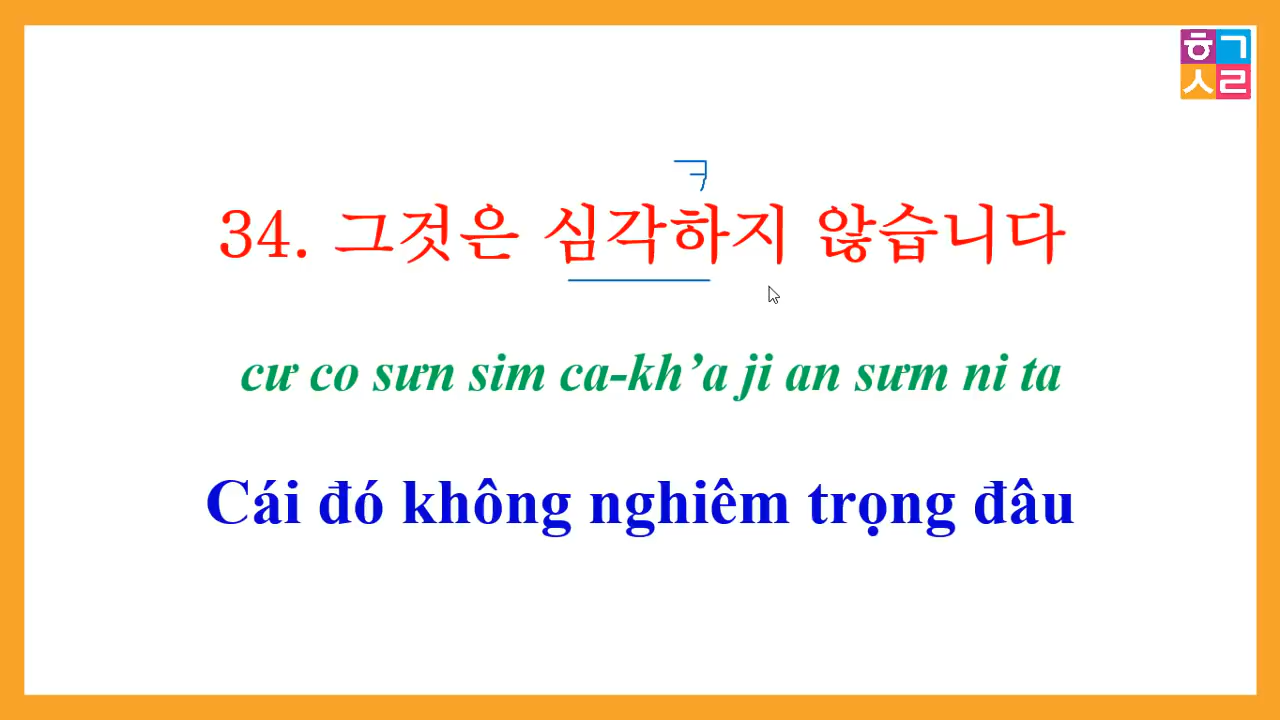 ㅎㄱ
ㅅㄹ
ㅋ
34. 그것은 심각하지 않습니다
cư co sưn sim ca-kh’a ji an sưm ni ta
Cái đó không nghiêm trọng đâu